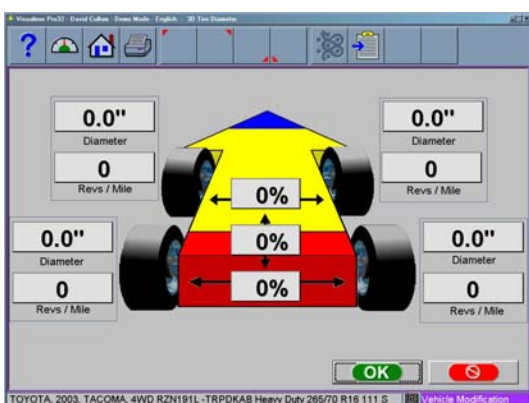 Visualiner Pro32 - David Cullum - Demo Mode - English - 3D Tire Diameter
?
0.0" 0.0"
Diameter Diameter
0 0
Revs / Mile Revs / Mile
0%
0.0" 0% 0.0"
Diameter Diameter
0 0% 0
Revs / Mile Revs / Mile
OK
TOYOTA, 2003, TACOMA, 4WD RZN191L -TRPDKAB Heavy Duty 265/70 R16 111 S Vehicle Modification